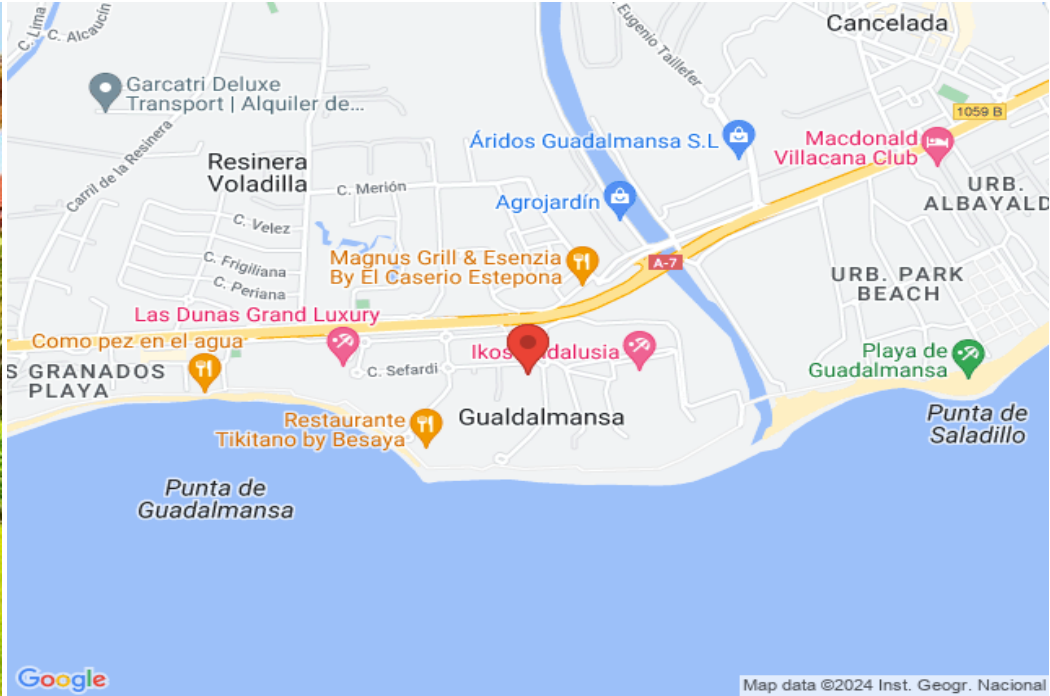 C. Lima
C. Alcaucín
Eugenio Taillefer
Cancelada
Garcatri Deluxe
Transport | Alquiler de...
1059 B
Áridos Guadalmansa S.L
Macdonald
Villacana Club
Carril de la Resinera
Resinera
Voladilla
C. Merión
Agrojardín
URB.
ALBAYALD
C. Velez
Magnus Grill & Esenzia
By El Caserio Estepona
A-7
C. Frigiliana
C. Periana
URB. PARK
BEACH
Las Dunas Grand Luxury
Como pez en el agua
Ikos
dalusia
Playa de
Guadalmansa
S GRANADOS
PLAYA
C. Sefardi
Restaurante
Tikitano by Besaya
Gualdalmansa
Punta de
Saladillo
Punta de
Guadalmansa
Google
Map data ©2024 Inst. Geogr. Nacional